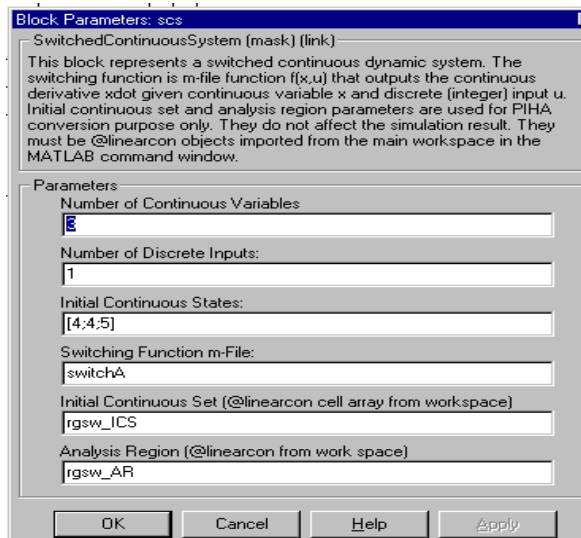 Block Parameters: scs
SwitchedContinuousSystem (mask) (link)
This block represents a switched continuous dynamic system. The
switching function is m-file function f(x,u) that outputs the continuous
derivative xdot given continuous variable x and discrete (integer) input u.
Initial continuous set and analysis region parameters are used for PIHA
conversion purpose only. They do not affect the simulation result. They
must be @linearcon objects imported from the main workspace in the
MATLAB command window.
Parameters
Number of Continuous Variables
3
Number of Discrete Inputs:
1
Initial Continuous States:
[4;4;5]
Switching Function m-File:
switchA
Initial Continuous Set (@linearcon cell array from workspace)
rgsw_ICS
Analysis Region (@linearcon from work space)
rgsw_AR
OK Cancel Help Apply